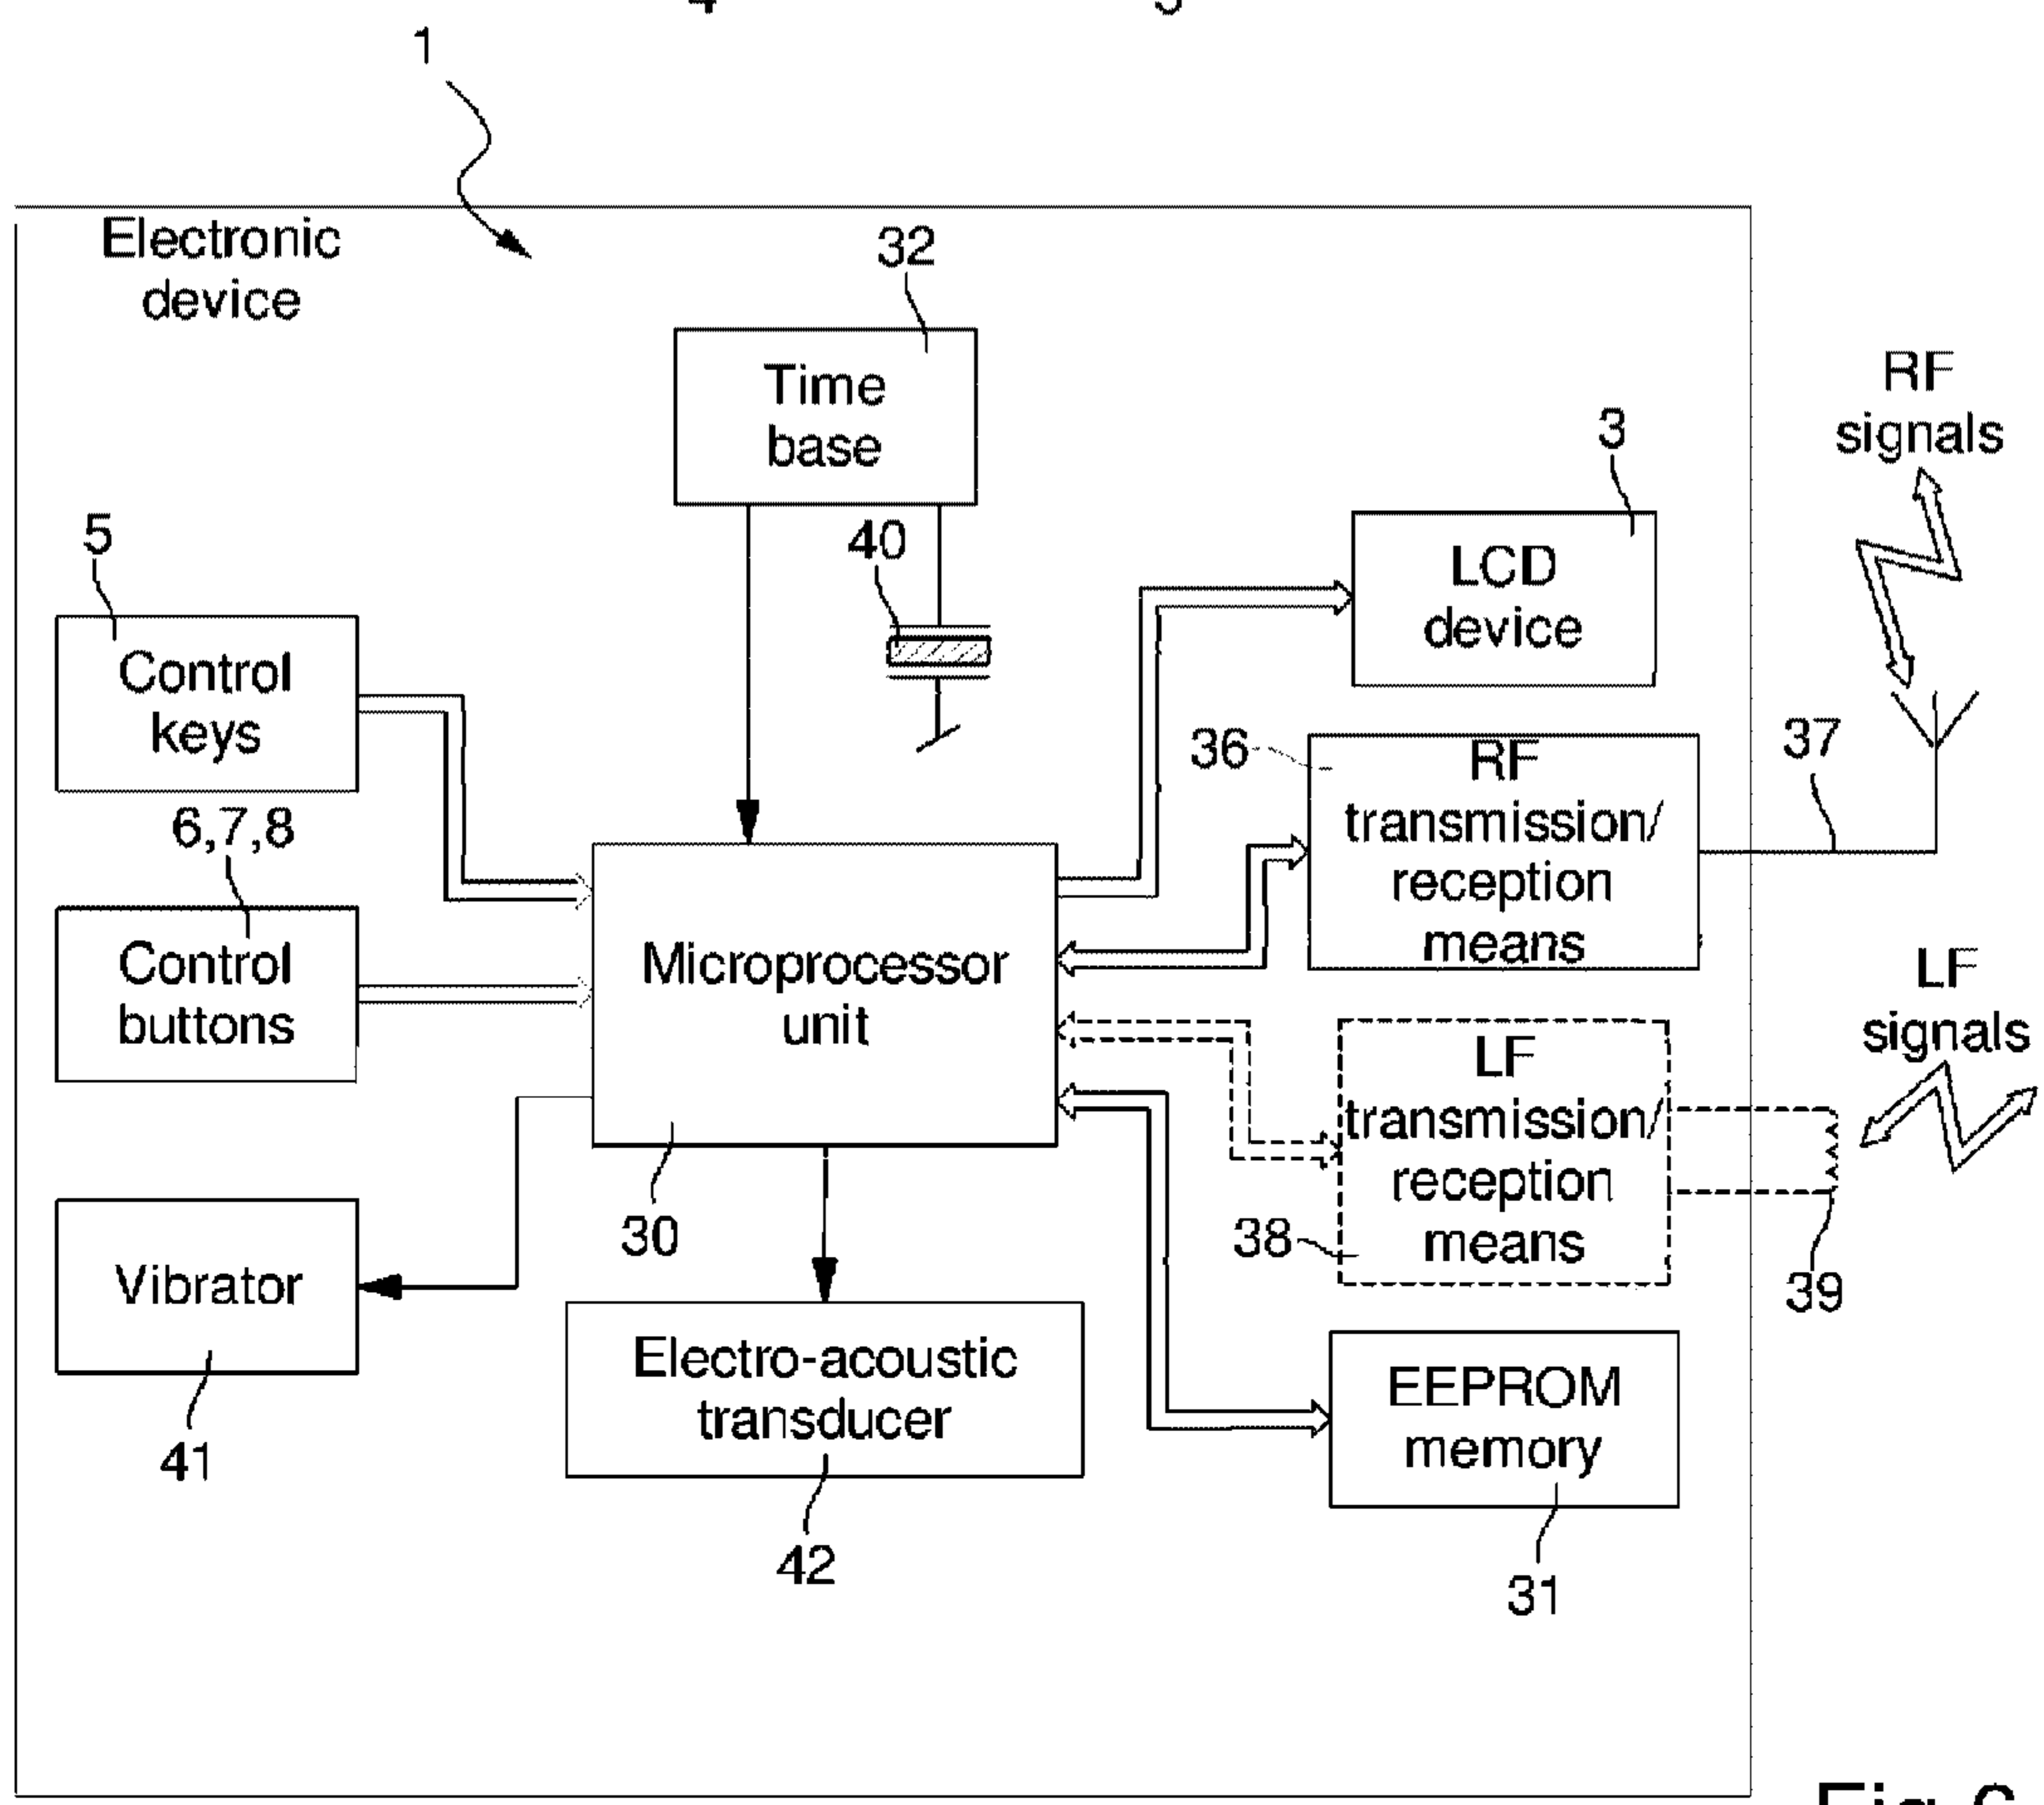 1
Electronic
device
32
Time
base
40
3
LCD
device
RF
signals
5
Control
keys
36
RF
transmission/
reception
means
37
6,7,8
Control
buttons
Microprocessor
unit
30
LF
signals
LF
transmission/
reception
means
38
39
Vibrator
41
Electro-acoustic
transducer
42
EEPROM
memory
31